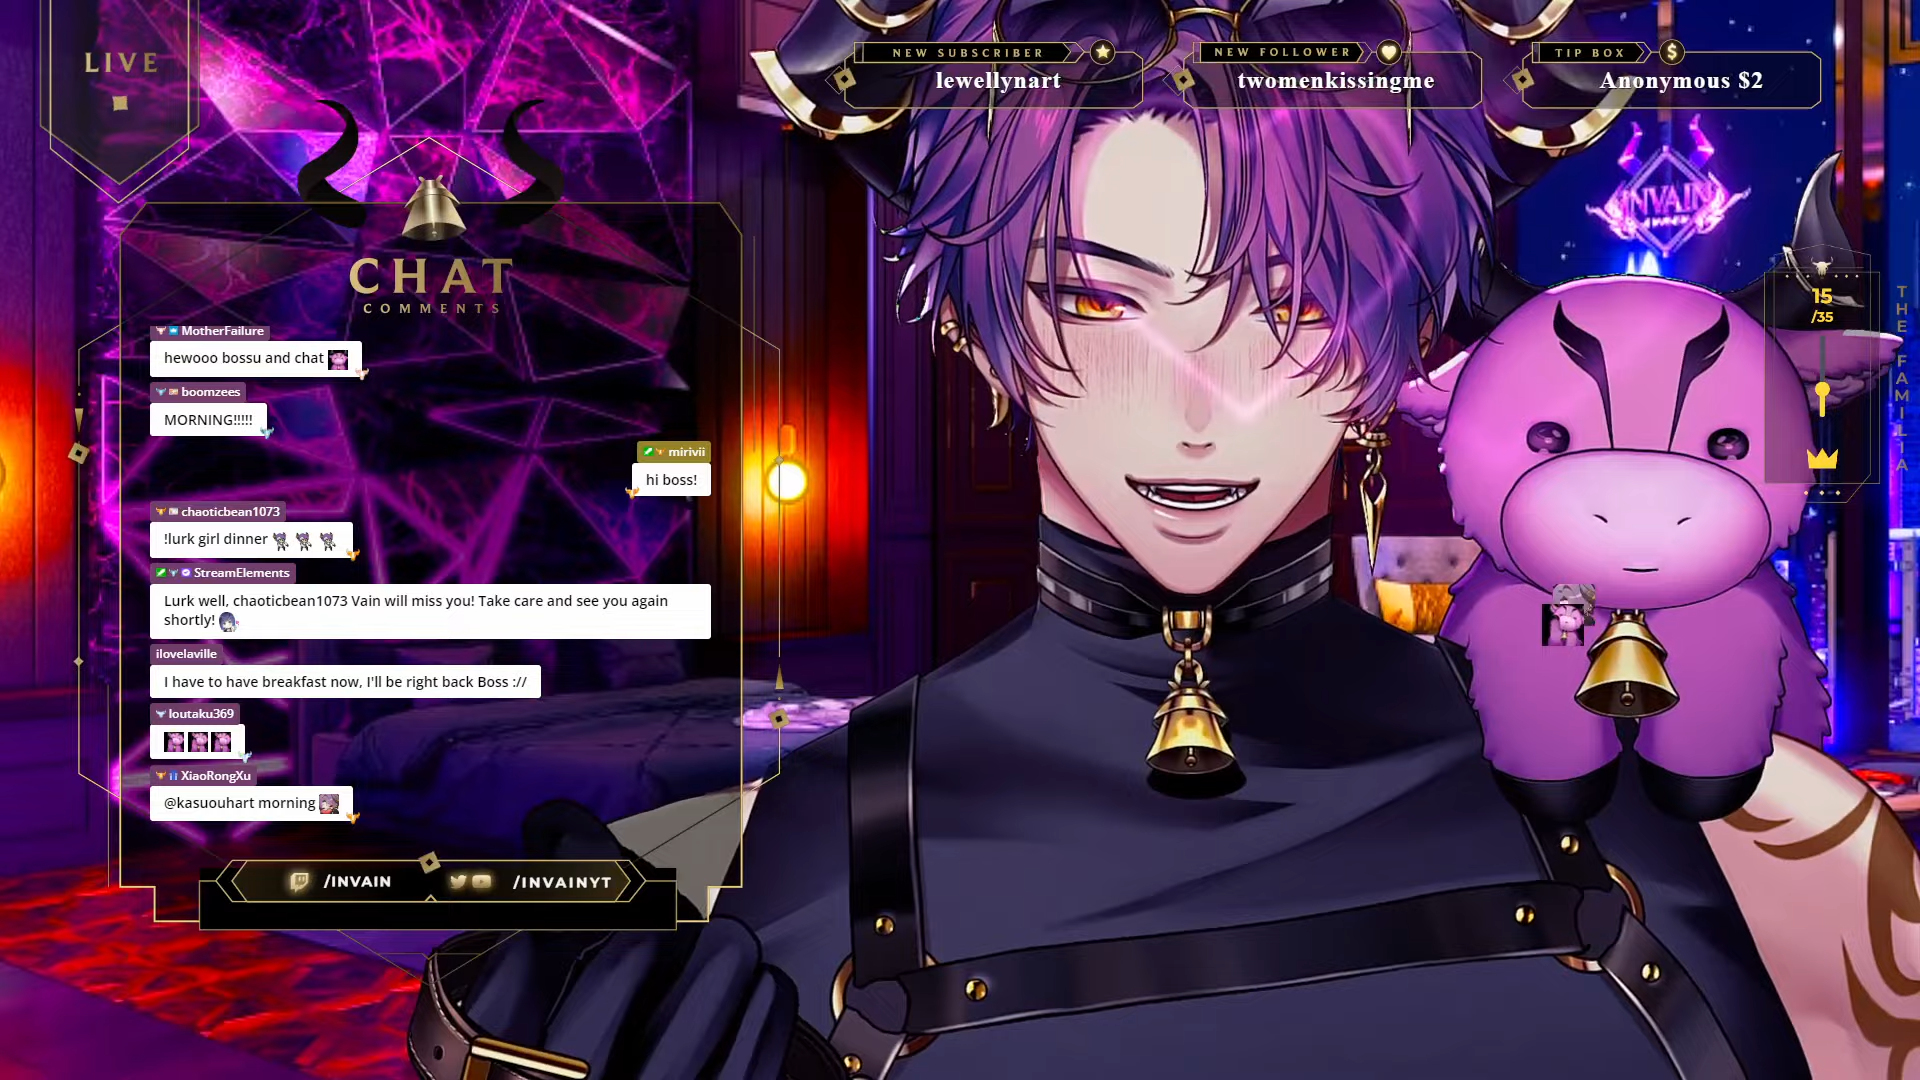 LIVE
NEW SUBSCRIBER
lewellynart
NEW FOLLOWER
twomenkissingme
TIP BOX
$
Anonymous $2
INVAIN
CHAT
COMMENTS
MotherFailure
hewooo bossu and chat
boomzees
MORNING!!!!!
mirivii
hi boss!
chaoticbean1073
!lurk girl dinner
StreamElements
Lurk well, chaoticbean1073 Vain will miss you! Take care and see you again
shortly!
ilovelaville
I have to have breakfast now, I'll be right back Boss ://
loutaku369
XiaoRongXu
@kasuouhart morning
/INVAIN
/INVAINYT
15
/35
THE FAMILIA